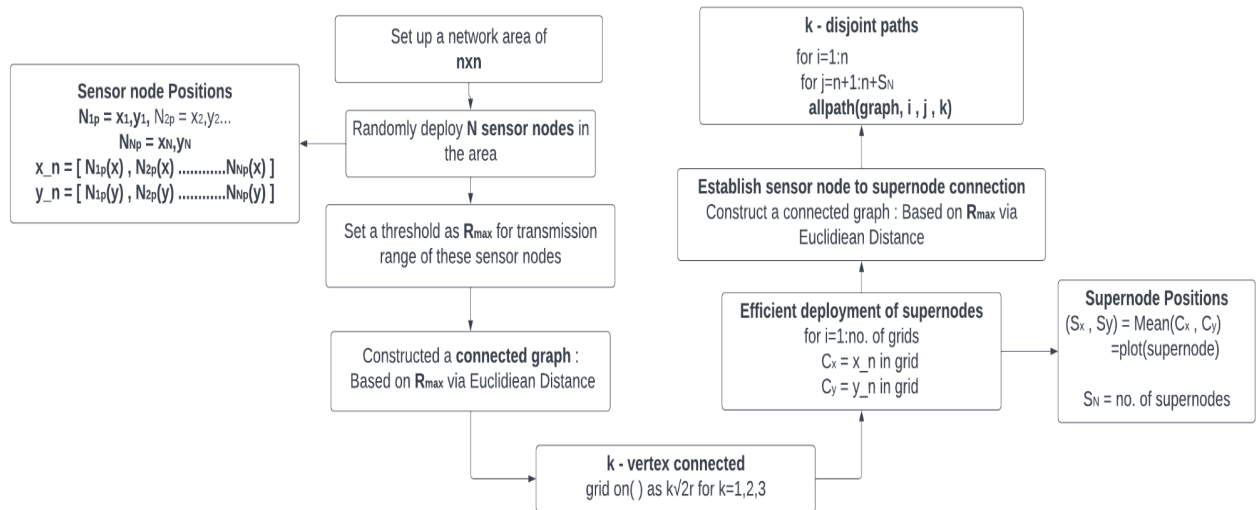 Set up a network area of
nxn
Sensor node Positions
N1p = x1,y1, N2p = x2,y2...
NNp = xN,yN
x_n = [ N1p(x) , N2p(x) ............NNp(x) ]
y_n = [ N1p(y) , N2p(y) ............NNp(y) ]
Randomly deploy N sensor nodes in
the area
Set a threshold as Rmax for transmission
range of these sensor nodes
Constructed a connected graph :
Based on Rmax via Euclidiean Distance
k - vertex connected
grid on( ) as k√2r for k=1,2,3
Efficient deployment of supernodes
for i=1:no. of grids
Cx = x_n in grid
Cy = y_n in grid
Supernode Positions
(Sx , Sy) = Mean(Cx , Cy)
=plot(supernode)
SN = no. of supernodes
Establish sensor node to supernode connection
Construct a connected graph : Based on Rmax via
Euclidiean Distance
k - disjoint paths
for i=1:n
for j=n+1:n+SN
allpath(graph, i , j , k)